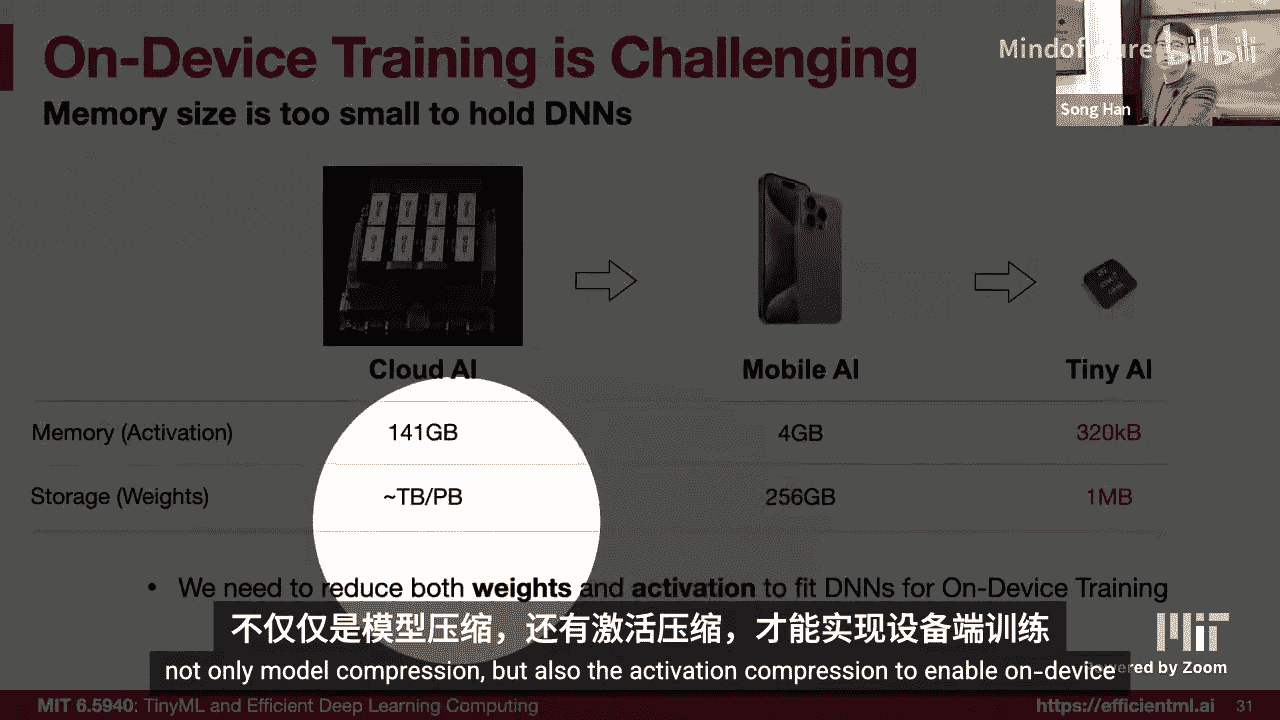 On-Device Training is Challenging
Memory size is too small to hold DNNs
Song Han
bilibili
Cloud AI
Mobile AI
Tiny AI
Memory (Activation) 141GB 4GB 320kB
Storage (Weights) ~TB/PB 256GB 1MB
• We need to reduce both weights and activation to fit DNNs for On-Device Training
不仅仅是模型压缩，还有激活压缩，才能实现设备端训练
not only model compression, but also the activation compression to enable on-device
MIT
by Zoom
MIT 6.5940: TinyML and Efficient Deep Learning Computing
https://efficientml.ai 31